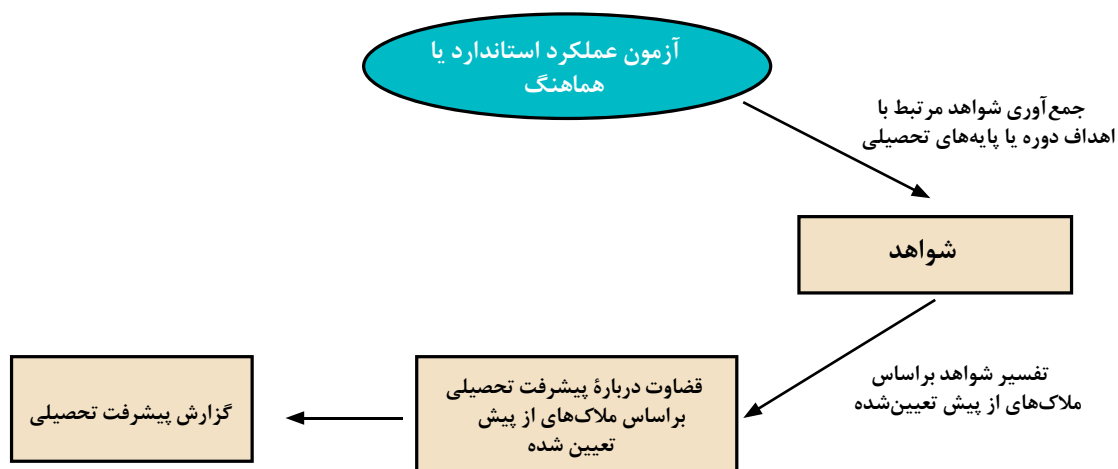 آزمون عملکرد استاندارد یا
هماهنگ
جمع‌آوری شواهد مرتبط با
اهداف دوره یا پایه‌های تحصیلی
شواهد
تفسیر شواهد براساس
ملاک‌های از پیش تعیین‌شده
قضاوت دربارهٔ پیشرفت تحصیلی
براساس ملاک‌های از پیش
تعیین شده
گزارش پیشرفت تحصیلی